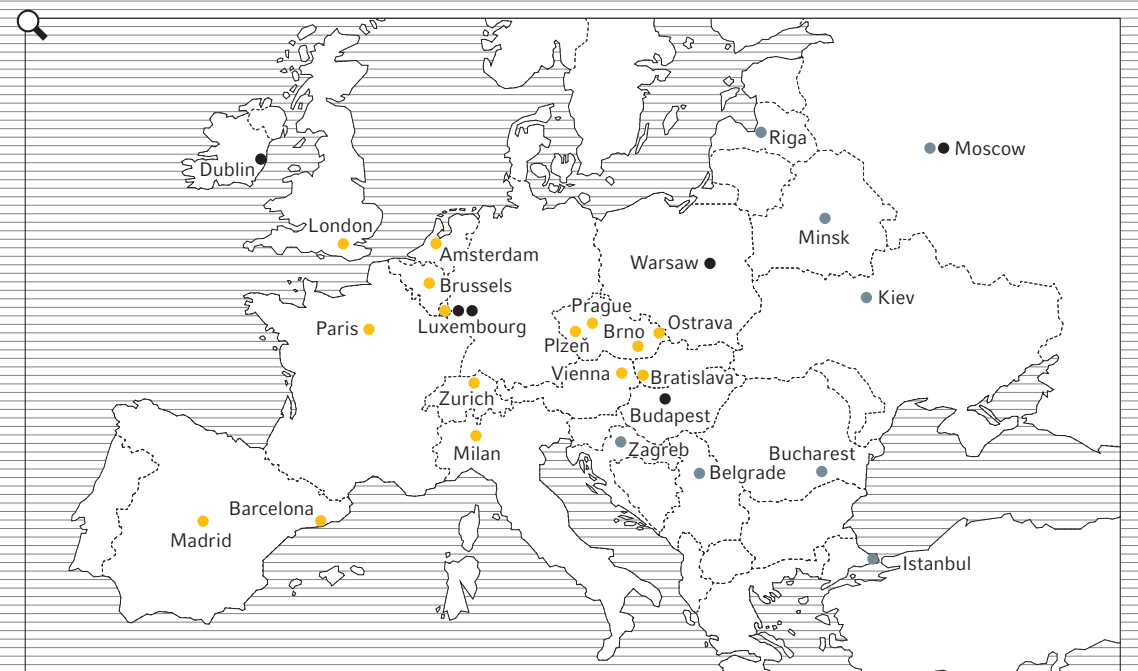 Riga
Moscow
Dublin
London
Minsk
Amsterdam
Warsaw
Brussels
Kiev
Prague
Luxembourg
Paris
Brno
Ostrava
Plzeň
Vienna
Bratislava
Zurich
Budapest
Milan
Zagreb
Bucharest
Belgrade
Barcelona
Madrid
Istanbul